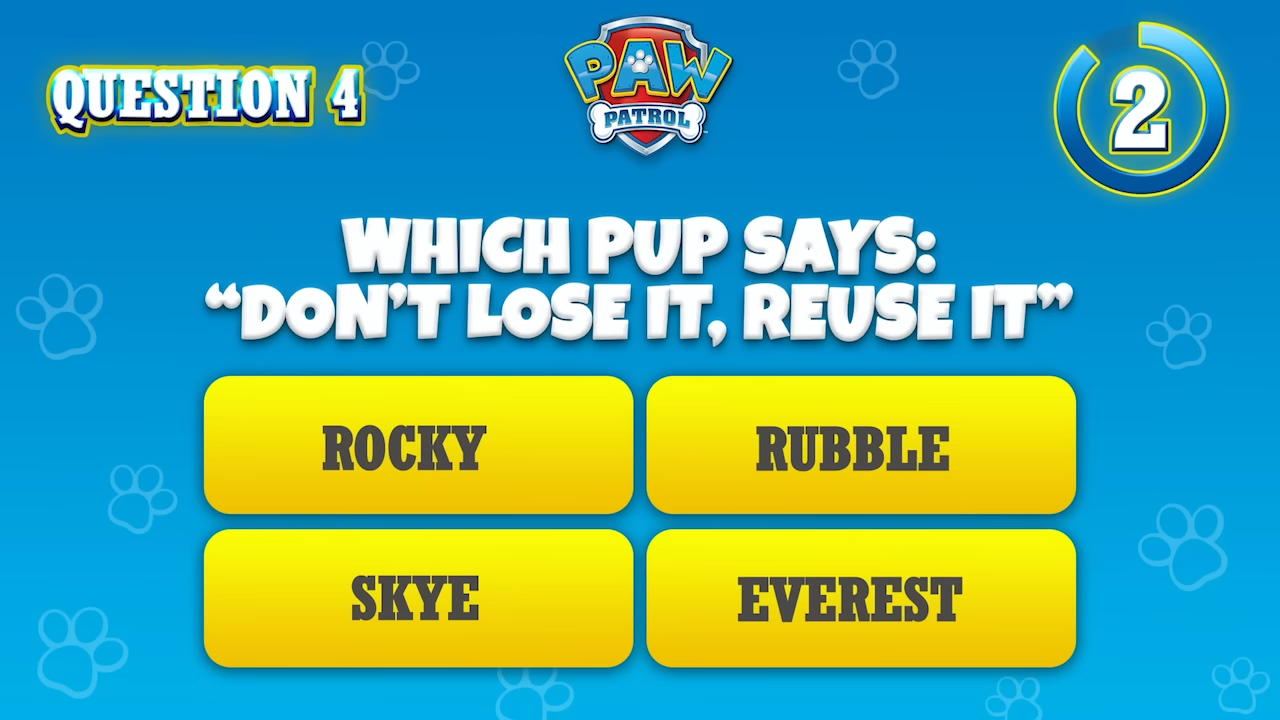 QUESTION 4
PAW
PATROL
2
WHICH PUP SAYS:
“DON’T LOSE IT, REUSE IT”
ROCKY
RUBBLE
SKYE
EVEREST